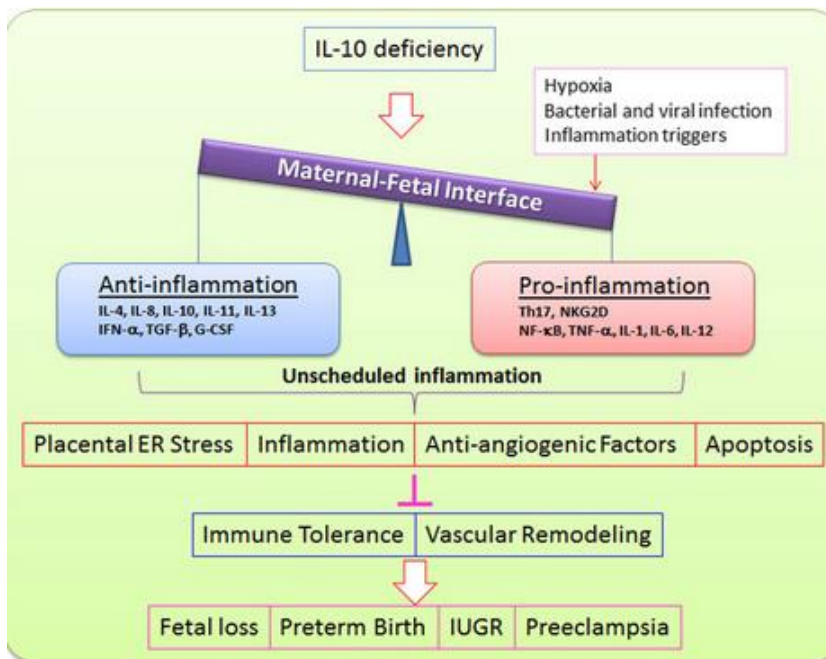 IL-10 deficiency
Hypoxia
Bacterial and viral infection
Inflammation triggers
Maternal-Fetal Interface
Anti-inflammation
IL-4, IL-8, IL-10, IL-11, IL-13
IFN-α, TGF-β, G-CSF
Pro-inflammation
Th17, NKG2D
NF-κB, TNF-α, IL-1, IL-6, IL-12
Unscheduled inflammation
Placental ER Stress Inflammation Anti-angiogenic Factors Apoptosis
Immune Tolerance Vascular Remodeling
Fetal loss Preterm Birth IUGR Preeclampsia